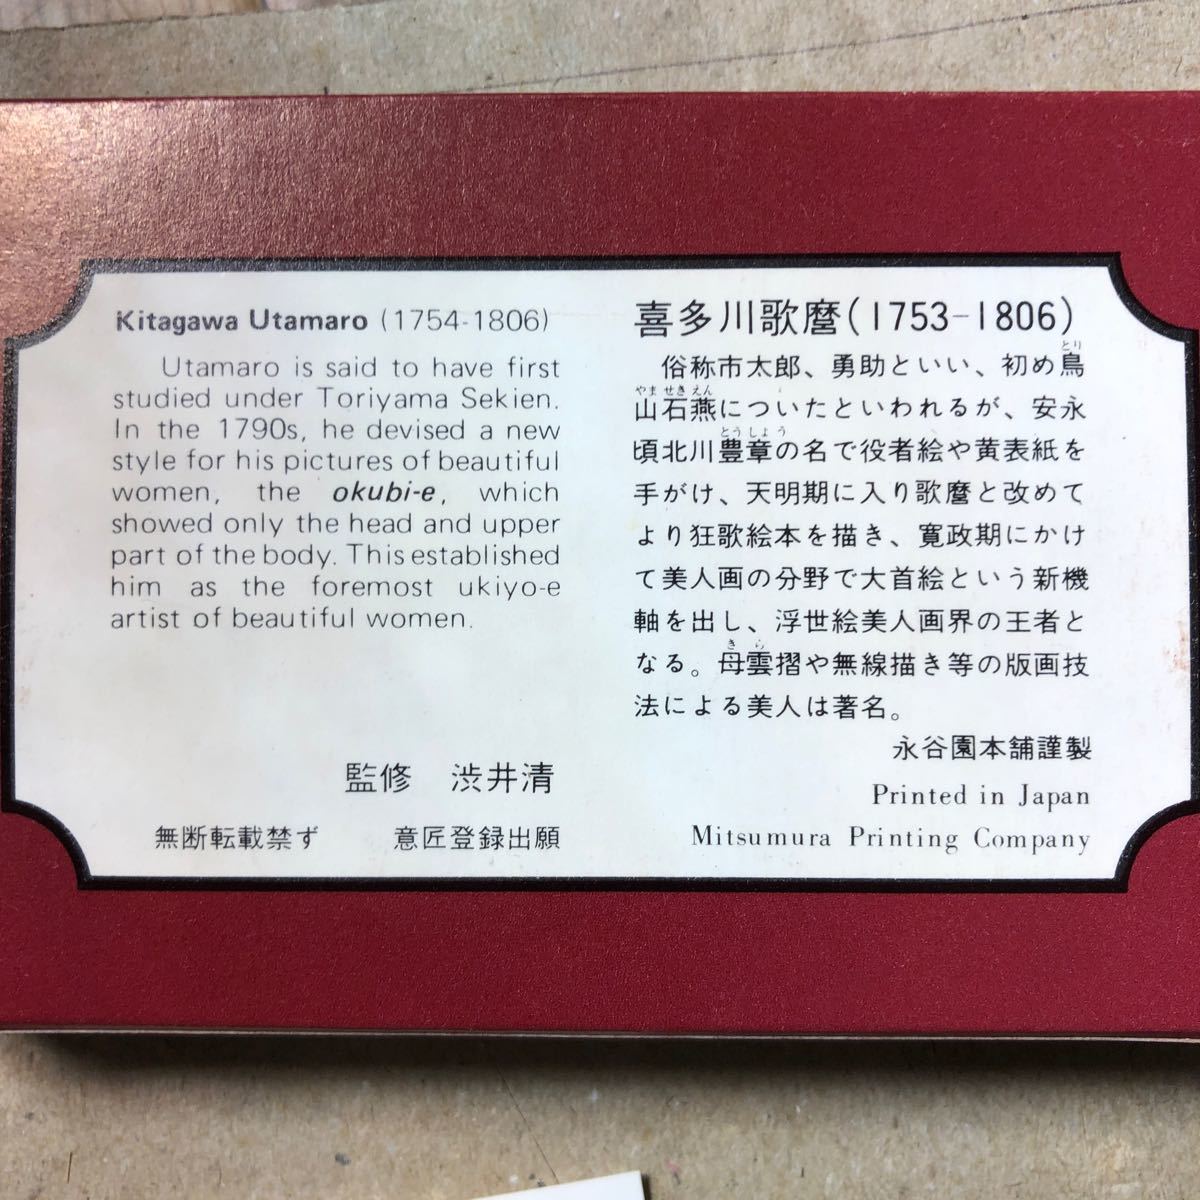 Kitagawa Utamaro (1754-1806)
Utamaro is said to have first
studied under Toriyama Sekien.
In the 1790s, he devised a new
style for his pictures of beautiful
women, the okubi-e, which
showed only the head and upper
part of the body. This established
him as the foremost ukiyo-e
artist of beautiful women.
監修 渋井清
無断転載禁ず 意匠登録出願
喜多川歌麿(1753-1806)
とり
俗称市太郎、勇助といい、初め鳥
やま せき えん
山石燕についたといわれるが、安永
とうしょう
頃北川豊章の名で役者絵や黄表紙を
手がけ、天明期に入り歌麿と改めて
より狂歌絵本を描き、寛政期にかけ
て美人画の分野で大首絵という新機
軸を出し、浮世絵美人画界の王者と
きら
なる。母雲摺や無線描き等の版画技
法による美人は著名。
永谷園本舗謹製
Printed in Japan
Mitsumura Printing Company